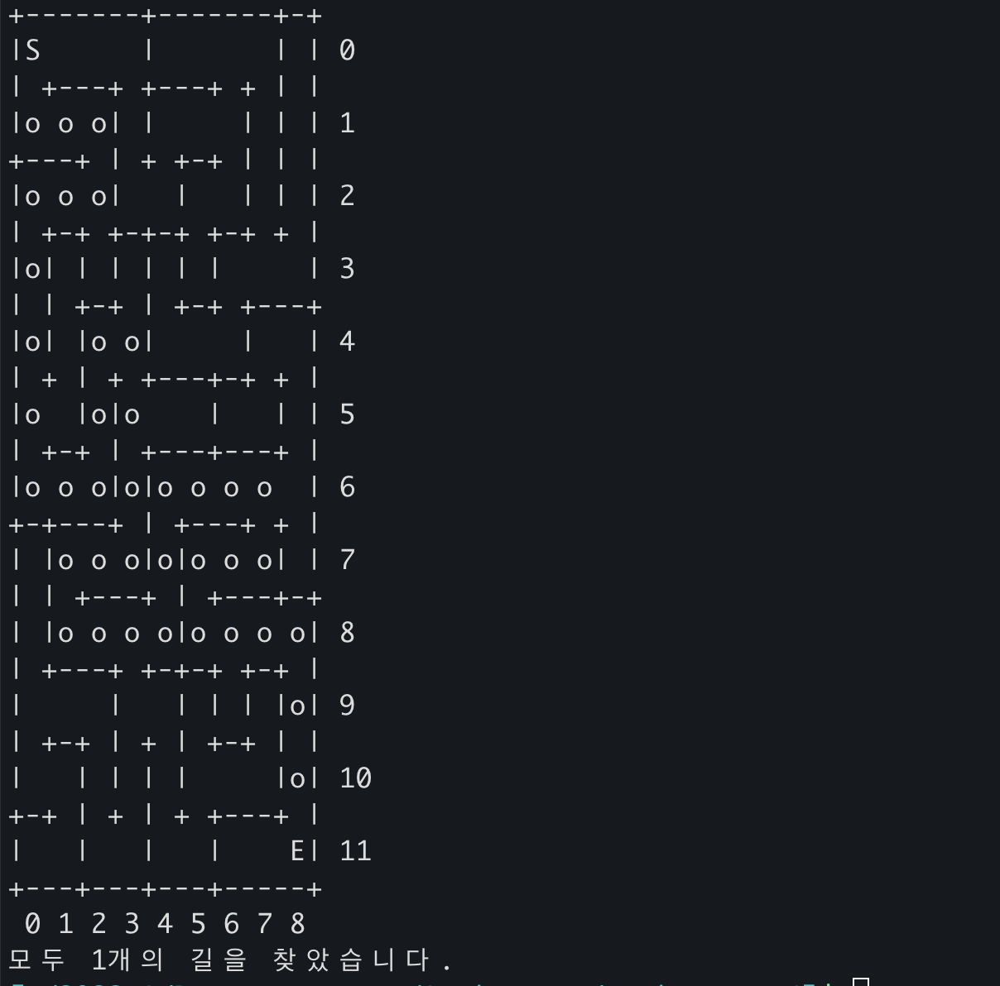 +-------+-------+-+
|S      |       | | 0
| +---+ +---+ + | |
|o o o| |     | | | 1
+---+ | + +-+ | | |
|o o o|   |   | | | 2
| +-+ +-+-+ +-+ + |
|o| | | | | |     | 3
| | +-+ | +-+ +---+
|o| |o o|     |   | 4
| + | + +---+-+ + |
|o  |o|o    |   | | 5
| +-+ | +---+---+ |
|o o o|o|o o o o  | 6
+-+---+ | +---+ + |
| |o o o|o|o o o| | 7
| | +---+ | +---+-+
| |o o o o|o o o o| 8
| +---+ +-+-+ +-+ |
|     |   | | | |o| 9
| +-+ | + | +-+ | |
|   | | | |     |o| 10
+-+ | + | + +---+ |
|   |   |   |    E| 11
+---+---+---+-----+
 0 1 2 3 4 5 6 7 8
모두 1개의 길을 찾았습니다.